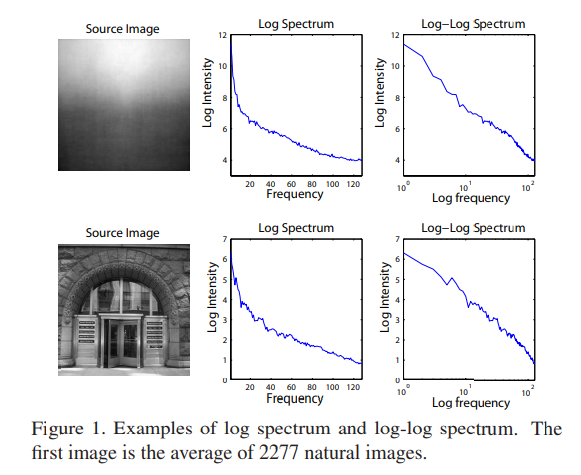 Source Image
Log Spectrum
Log−Log Spectrum
12
10
8
6
4
Log Intensity
20 40 60 80 100 120
Frequency
12
10
8
6
4
Log Intensity
10^0 10^1 10^2
Log frequency
Source Image
Log Spectrum
Log−Log Spectrum
7
6
5
4
3
2
1
0
Log Intensity
20 40 60 80 100 120
Frequency
7
6
5
4
3
2
1
0
Log Intensity
10^0 10^1 10^2
Log frequency
Figure 1. Examples of log spectrum and log-log spectrum. The
first image is the average of 2277 natural images.